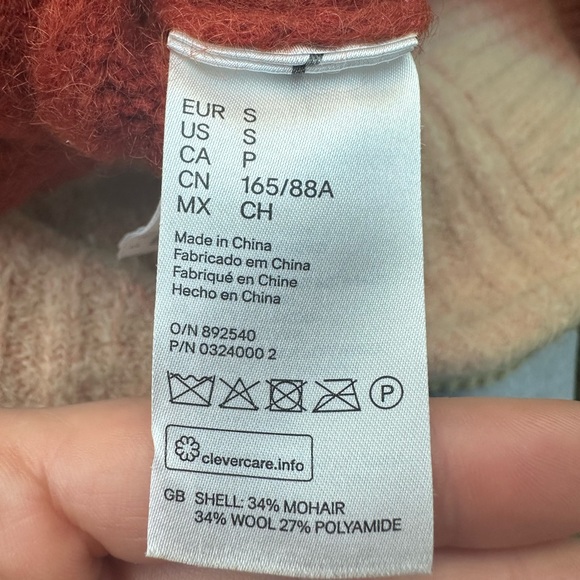 EUR S
US S
CA P
CN 165/88A
MX CH
Made in China
Fabricado em China
Fabriqué en Chine
Hecho en China
O/N 892540
P/N 0324000 2
P
clevercare.info
GB SHELL: 34% MOHAIR
34% WOOL 27% POLYAMIDE